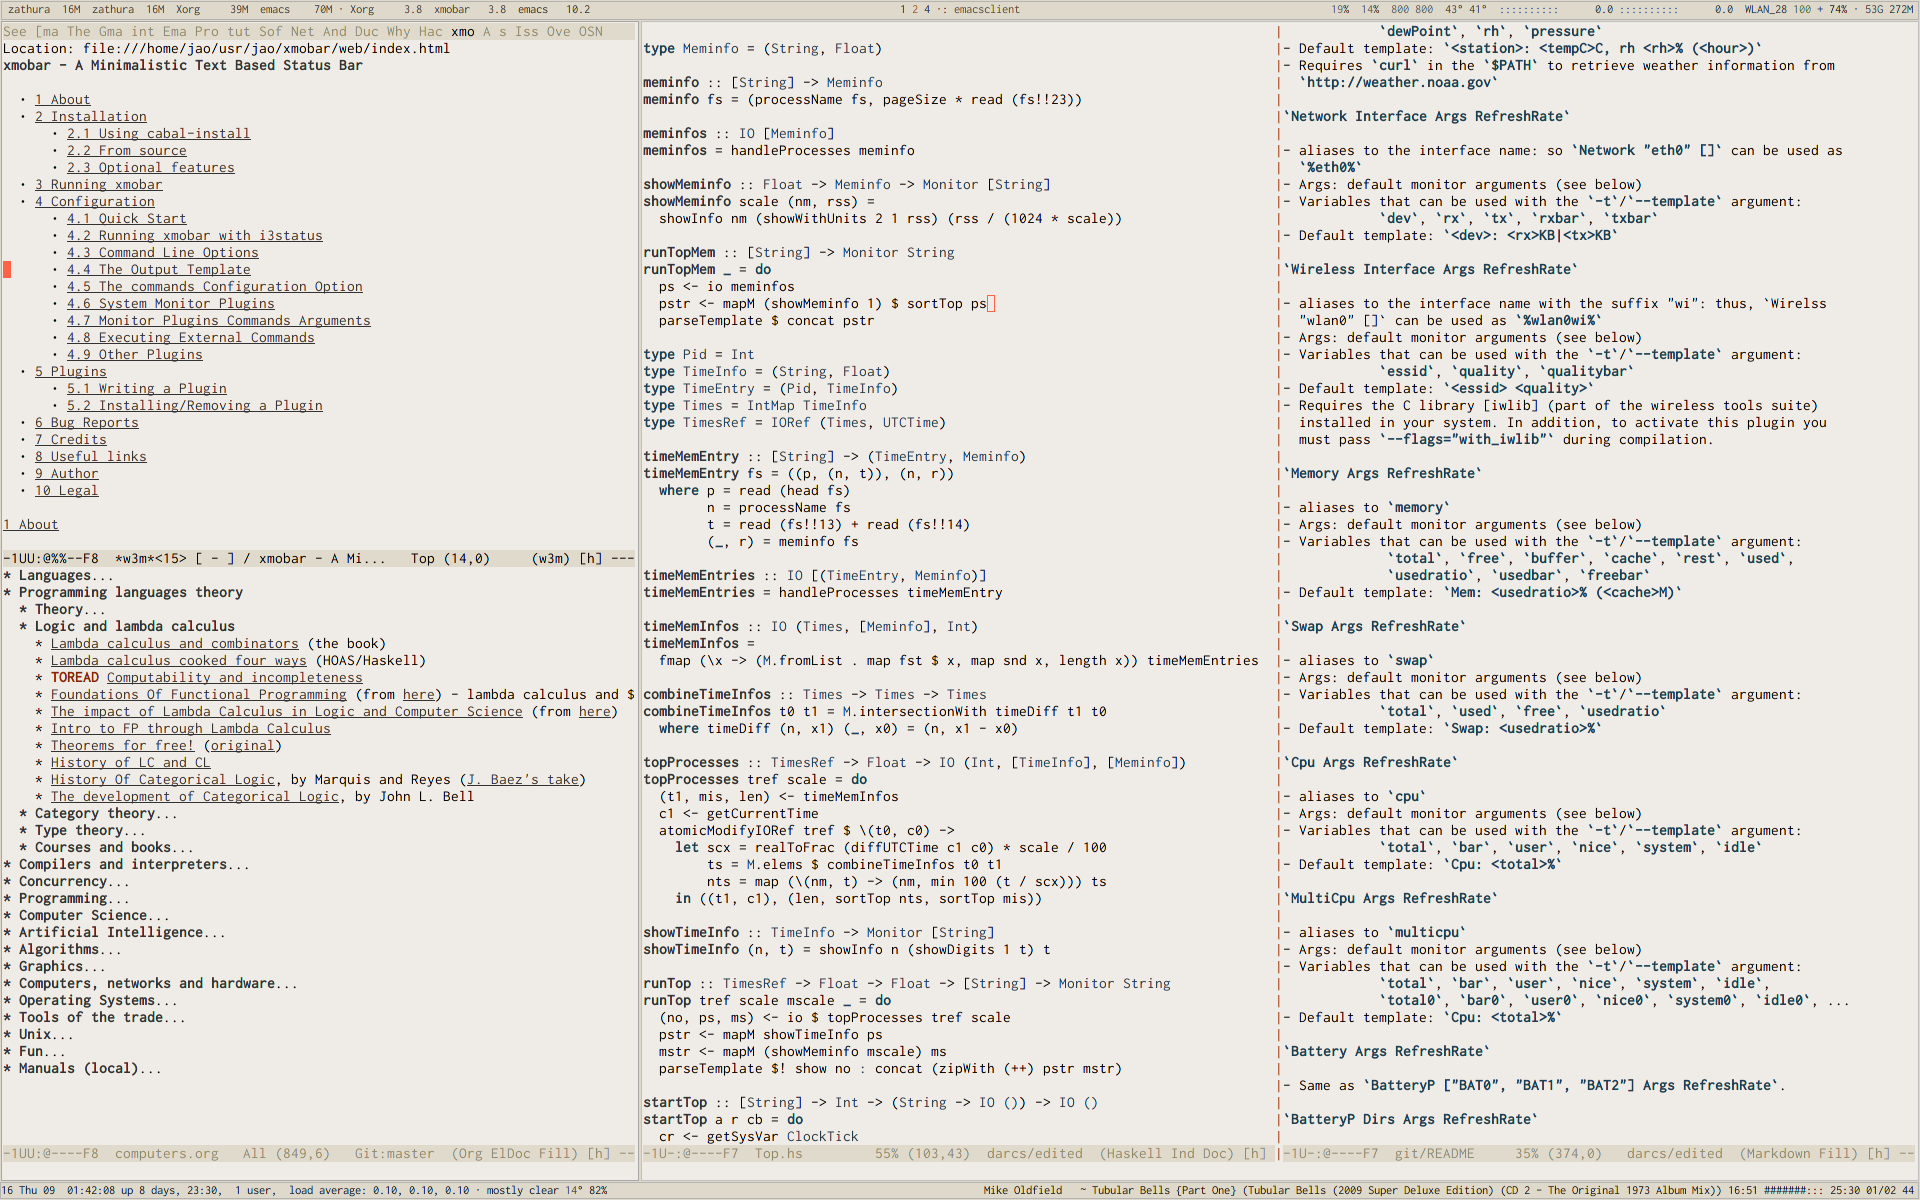 zathura 16M zathura 16M Xorg 39M emacs 70M · Xorg 3.8 xmobar 3.8 emacs 10.2
1 2 4 ·: emacsclient
19% 14% 800 800 43° 41° :::::::::: 0.0 :::::::::: 0.0 WLAN_28 100 + 74% · 53G 272M
See [ma The Gma int Ema Pro tut Sof Net And Duc Why Hac xmo A s Iss Ove OSN
Location: file:///home/jao/usr/jao/xmobar/web/index.html
xmobar - A Minimalistic Text Based Status Bar
· 1 About
· 2 Installation
· 2.1 Using cabal-install
· 2.2 From source
· 2.3 Optional features
· 3 Running xmobar
· 4 Configuration
· 4.1 Quick Start
· 4.2 Running xmobar with i3status
· 4.3 Command Line Options
· 4.4 The Output Template
· 4.5 The commands Configuration Option
· 4.6 System Monitor Plugins
· 4.7 Monitor Plugins Commands Arguments
· 4.8 Executing External Commands
· 4.9 Other Plugins
· 5 Plugins
· 5.1 Writing a Plugin
· 5.2 Installing/Removing a Plugin
· 6 Bug Reports
· 7 Credits
· 8 Useful links
· 9 Author
· 10 Legal
1 About
-1UU:@%%--F8 *w3m*<15> [ - ] / xmobar - A Mi... Top (14,0) (w3m) [h] ---
* Languages...
* Programming languages theory
* Theory...
* Logic and lambda calculus
* Lambda calculus and combinators (the book)
* Lambda calculus cooked four ways (HOAS/Haskell)
* TOREAD Computability and incompleteness
* Foundations Of Functional Programming (from here) - lambda calculus and $
* The impact of Lambda Calculus in Logic and Computer Science (from here)
* Intro to FP through Lambda Calculus
* Theorems for free! (original)
* History of LC and CL
* History Of Categorical Logic, by Marquis and Reyes (J. Baez's take)
* The development of Categorical Logic, by John L. Bell
* Category theory...
* Type theory...
* Courses and books...
* Compilers and interpreters...
* Concurrency...
* Programming...
* Computer Science...
* Artificial Intelligence...
* Algorithms...
* Graphics...
* Computers, networks and hardware...
* Operating Systems...
* Tools of the trade...
* Unix...
* Fun...
* Manuals (local)...
-1UU:@----F8 computers.org All (849,6) Git:master (Org ElDoc Fill) [h] --
type Meminfo = (String, Float)
meminfo :: [String] -> Meminfo
meminfo fs = (processName fs, pageSize * read (fs!!23))
meminfos :: IO [Meminfo]
meminfos = handleProcesses meminfo
showMeminfo :: Float -> Meminfo -> Monitor [String]
showMeminfo scale (nm, rss) =
showInfo nm (showWithUnits 2 1 rss) (rss / (1024 * scale))
runTopMem :: [String] -> Monitor String
runTopMem _ = do
ps <- io meminfos
pstr <- mapM (showMeminfo 1) $ sortTop ps
parseTemplate $ concat pstr
type Pid = Int
type TimeInfo = (String, Float)
type TimeEntry = (Pid, TimeInfo)
type Times = IntMap TimeInfo
type TimesRef = IORef (Times, UTCTime)
timeMemEntry :: [String] -> (TimeEntry, Meminfo)
timeMemEntry fs = ((p, (n, t)), (n, r))
where p = read (head fs)
n = processName fs
t = read (fs!!13) + read (fs!!14)
(_, r) = meminfo fs
timeMemEntries :: IO [(TimeEntry, Meminfo)]
timeMemEntries = handleProcesses timeMemEntry
timeMemInfos :: IO (Times, [Meminfo], Int)
timeMemInfos =
fmap (\x -> (M.fromList . map fst $ x, map snd x, length x)) timeMemEntries
combineTimeInfos :: Times -> Times -> Times
combineTimeInfos t0 t1 = M.intersectionWith timeDiff t1 t0
where timeDiff (n, x1) (_, x0) = (n, x1 - x0)
topProcesses :: TimesRef -> Float -> IO (Int, [TimeInfo], [Meminfo])
topProcesses tref scale = do
(t1, mis, len) <- timeMemInfos
c1 <- getCurrentTime
atomicModifyIORef tref $ \(t0, c0) ->
let scx = realToFrac (diffUTCTime c1 c0) * scale / 100
ts = M.elems $ combineTimeInfos t0 t1
nts = map (\(nm, t) -> (nm, min 100 (t / scx))) ts
in ((t1, c1), (len, sortTop nts, sortTop mis))
showTimeInfo :: TimeInfo -> Monitor [String]
showTimeInfo (n, t) = showInfo n (showDigits 1 t) t
runTop :: TimesRef -> Float -> Float -> [String] -> Monitor String
runTop tref scale mscale _ = do
(no, ps, ms) <- io $ topProcesses tref scale
pstr <- mapM showTimeInfo ps
mstr <- mapM (showMeminfo mscale) ms
parseTemplate $! show no : concat (zipWith (++) pstr mstr)
startTop :: [String] -> Int -> (String -> IO ()) -> IO ()
startTop a r cb = do
cr <- getSysVar ClockTick
-1U-:@----F7 Top.hs 55% (103,43) darcs/edited (Haskell Ind Doc) [h]
`dewPoint`, `rh`, `pressure`
- Default template: `<station>: <tempC>C, rh <rh>% (<hour>)`
- Requires `curl` in the `$PATH` to retrieve weather information from
`http://weather.noaa.gov`
`Network Interface Args RefreshRate`
- aliases to the interface name: so `Network "eth0" []` can be used as
`%eth0%`
- Args: default monitor arguments (see below)
- Variables that can be used with the `-t`/`--template` argument:
`dev`, `rx`, `tx`, `rxbar`, `txbar`
- Default template: `<dev>: <rx>KB|<tx>KB`
`Wireless Interface Args RefreshRate`
- aliases to the interface name with the suffix "wi": thus, `Wirelss
"wlan0" []` can be used as `%wlan0wi%`
- Args: default monitor arguments (see below)
- Variables that can be used with the `-t`/`--template` argument:
`essid`, `quality`, `qualitybar`
- Default template: `<essid> <quality>`
- Requires the C library [iwlib] (part of the wireless tools suite)
installed in your system. In addition, to activate this plugin you
must pass `--flags="with_iwlib"` during compilation.
`Memory Args RefreshRate`
- aliases to `memory`
- Args: default monitor arguments (see below)
- Variables that can be used with the `-t`/`--template` argument:
`total`, `free`, `buffer`, `cache`, `rest`, `used`,
`usedratio`, `usedbar`, `freebar`
- Default template: `Mem: <usedratio>% (<cache>M)`
`Swap Args RefreshRate`
- aliases to `swap`
- Args: default monitor arguments (see below)
- Variables that can be used with the `-t`/`--template` argument:
`total`, `used`, `free`, `usedratio`
- Default template: `Swap: <usedratio>%`
`Cpu Args RefreshRate`
- aliases to `cpu`
- Args: default monitor arguments (see below)
- Variables that can be used with the `-t`/`--template` argument:
`total`, `bar`, `user`, `nice`, `system`, `idle`
- Default template: `Cpu: <total>%`
`MultiCpu Args RefreshRate`
- aliases to `multicpu`
- Args: default monitor arguments (see below)
- Variables that can be used with the `-t`/`--template` argument:
`total`, `bar`, `user`, `nice`, `system`, `idle`,
`total0`, `bar0`, `user0`, `nice0`, `system0`, `idle0`, ...
- Default template: `Cpu: <total>%`
`Battery Args RefreshRate`
- Same as `BatteryP ["BAT0", "BAT1", "BAT2"] Args RefreshRate`.
`BatteryP Dirs Args RefreshRate`
-1U-:@----F7 git/README 35% (374,0) darcs/edited (Markdown Fill) [h] --
16 Thu 09 01:42:08 up 8 days, 23:30, 1 user, load average: 0.10, 0.10, 0.10 · mostly clear 14° 82%
Mike Oldfield ~ Tubular Bells {Part One} (Tubular Bells (2009 Super Deluxe Edition) (CD 2 - The Original 1973 Album Mix)) 16:51 #######::: 25:30 01/02 44